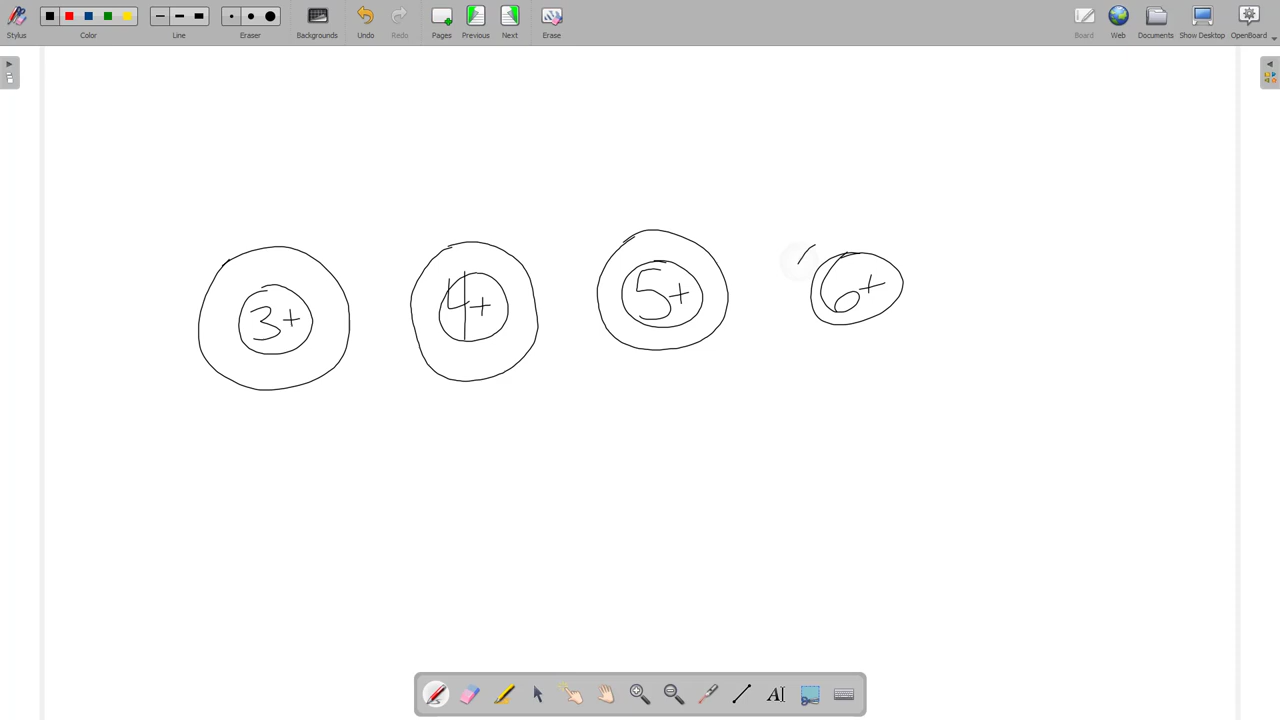 Stylus Color Line Eraser Backgrounds Undo Redo Pages Previous Next Erase Board Web Documents Show Desktop OpenBoard
3+ 4+ 5+ 6+
AI